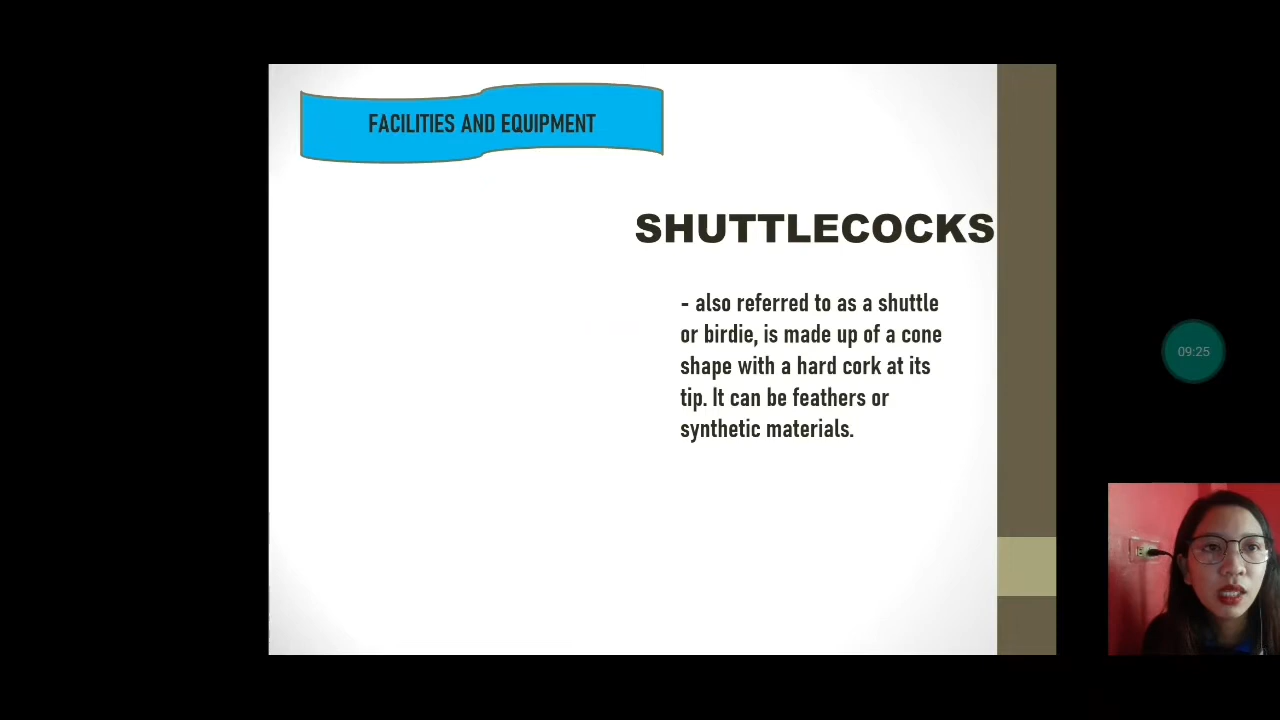 FACILITIES AND EQUIPMENT
SHUTTLECOCKS
- also referred to as a shuttle
or birdie, is made up of a cone
shape with a hard cork at its
tip. It can be feathers or
synthetic materials.
09:25